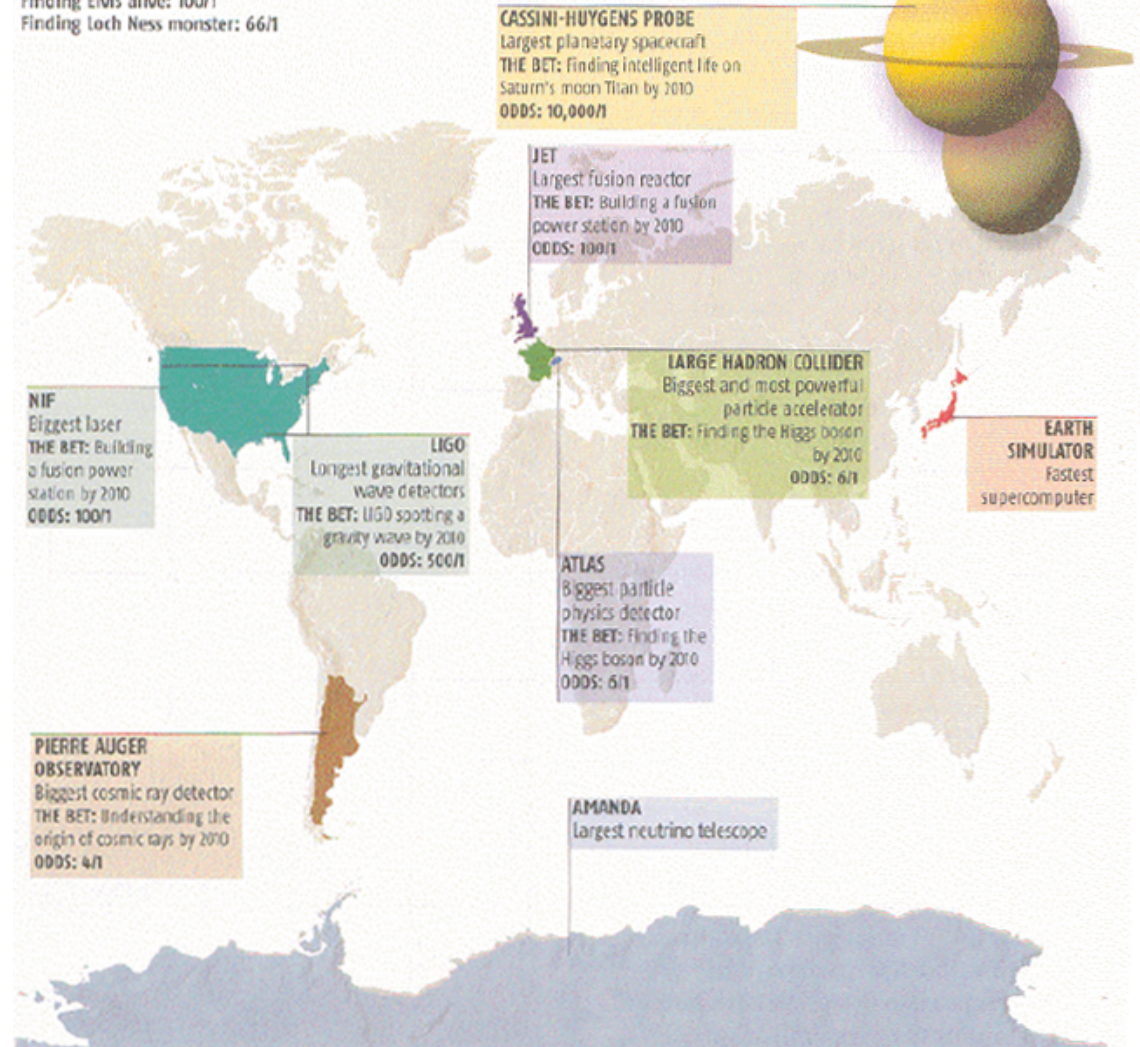 Finding Elvis alive: 100/1
Finding Loch Ness monster: 66/1
CASSINI-HUYGENS PROBE
Largest planetary spacecraft
THE BET: Finding intelligent life on
Saturn's moon Titan by 2010
ODDS: 10,000/1
JET
Largest fusion reactor
THE BET: Building a fusion
power station by 2010
ODDS: 100/1
LARGE HADRON COLLIDER
Biggest and most powerful
particle accelerator
THE BET: Finding the Higgs boson
by 2010
ODDS: 6/1
NIF
Biggest laser
THE BET: Building
a fusion power
station by 2010
ODDS: 100/1
LIGO
Longest gravitational
wave detectors
THE BET: LIGO spotting a
gravity wave by 2010
ODDS: 500/1
EARTH
SIMULATOR
Fastest
supercomputer
ATLAS
Biggest particle
physics detector
THE BET: Finding the
Higgs boson by 2010
ODDS: 6/1
PIERRE AUGER
OBSERVATORY
Biggest cosmic ray detector
THE BET: Understanding the
origin of cosmic rays by 2010
ODDS: 4/1
AMANDA
Largest neutrino telescope